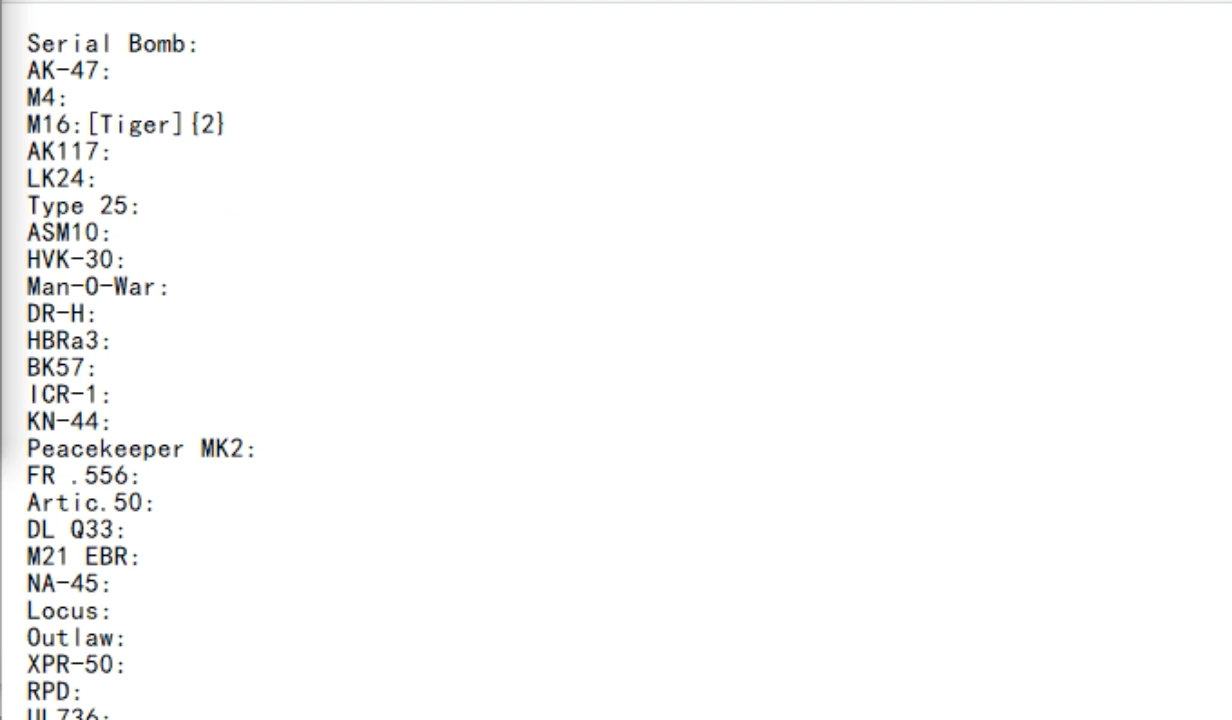 Serial Bomb:
AK-47:
M4:
M16:[Tiger]{2}
AK117:
LK24:
Type 25:
ASM10:
HVK-30:
Man-O-War:
DR-H:
HBRa3:
BK57:
ICR-1:
KN-44:
Peacekeeper MK2:
FR .556:
Artic.50:
DL Q33:
M21 EBR:
NA-45:
Locus:
Outlaw:
XPR-50:
RPD:
UL736: